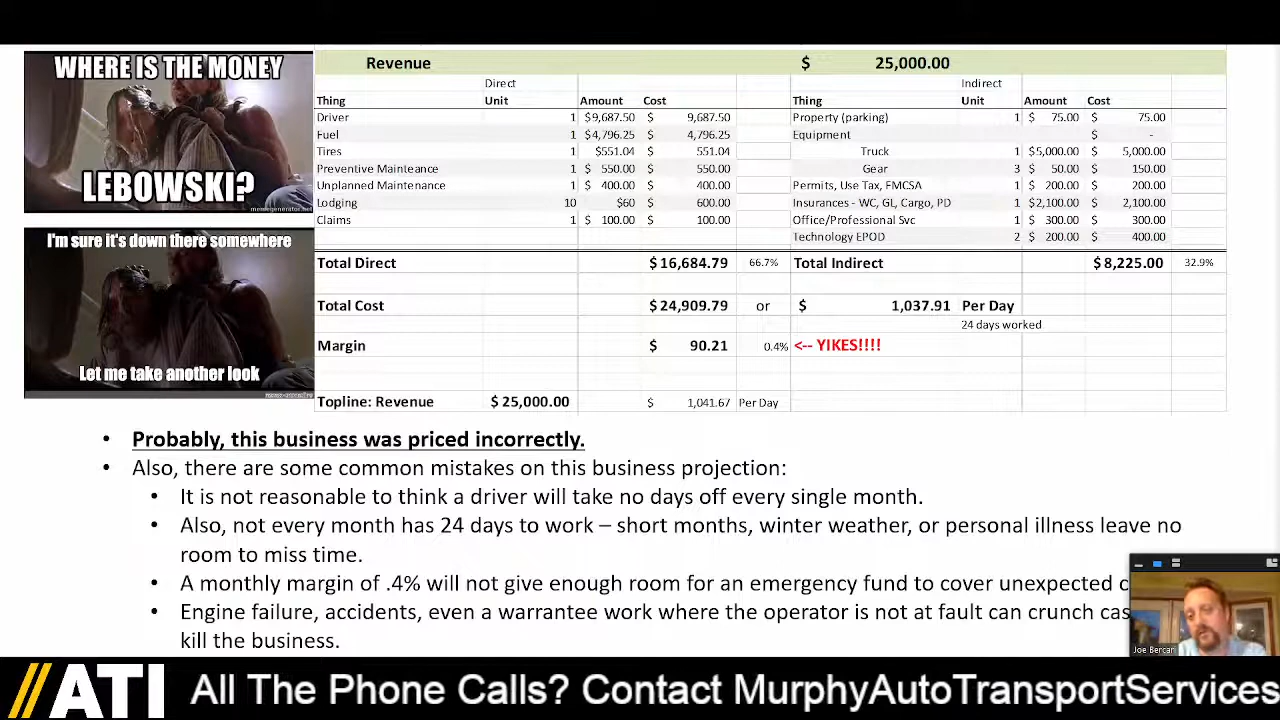 WHERE IS THE MONEY
LEBOWSKI?
memegenerator.net
I'm sure it's down there somewhere
Let me take another look
Revenue $ 25,000.00
Direct Indirect
Thing Unit Amount Cost Thing Unit Amount Cost
Driver 1 $9,687.50 $ 9,687.50 Property (parking) 1 $ 75.00 $ 75.00
Fuel 1 $4,796.25 $ 4,796.25 Equipment $ -
Tires 1 $551.04 $ 551.04 Truck 1 $5,000.00 $ 5,000.00
Preventive Mainteance 1 $ 550.00 $ 550.00 Gear 3 $ 50.00 $ 150.00
Unplanned Maintenance 1 $ 400.00 $ 400.00 Permits, Use Tax, FMCSA 1 $ 200.00 $ 200.00
Lodging 10 $60 $ 600.00 Insurances - WC, GL, Cargo, PD 1 $2,100.00 $ 2,100.00
Claims 1 $ 100.00 $ 100.00 Office/Professional Svc 1 $ 300.00 $ 300.00
Technology EPOD 2 $ 200.00 $ 400.00
Total Direct $16,684.79 66.7% Total Indirect $8,225.00 32.9%
Total Cost $24,909.79 or $ 1,037.91 Per Day
24 days worked
Margin $ 90.21 0.4% <-- YIKES!!!!
Topline: Revenue $ 25,000.00 $ 1,041.67 Per Day
• Probably, this business was priced incorrectly.
• Also, there are some common mistakes on this business projection:
• It is not reasonable to think a driver will take no days off every single month.
• Also, not every month has 24 days to work – short months, winter weather, or personal illness leave no
room to miss time.
• A monthly margin of .4% will not give enough room for an emergency fund to cover unexpected c
• Engine failure, accidents, even a warrantee work where the operator is not at fault can crunch cas
kill the business.
Joe Bercan
//ATI All The Phone Calls? Contact MurphyAutoTransportServices